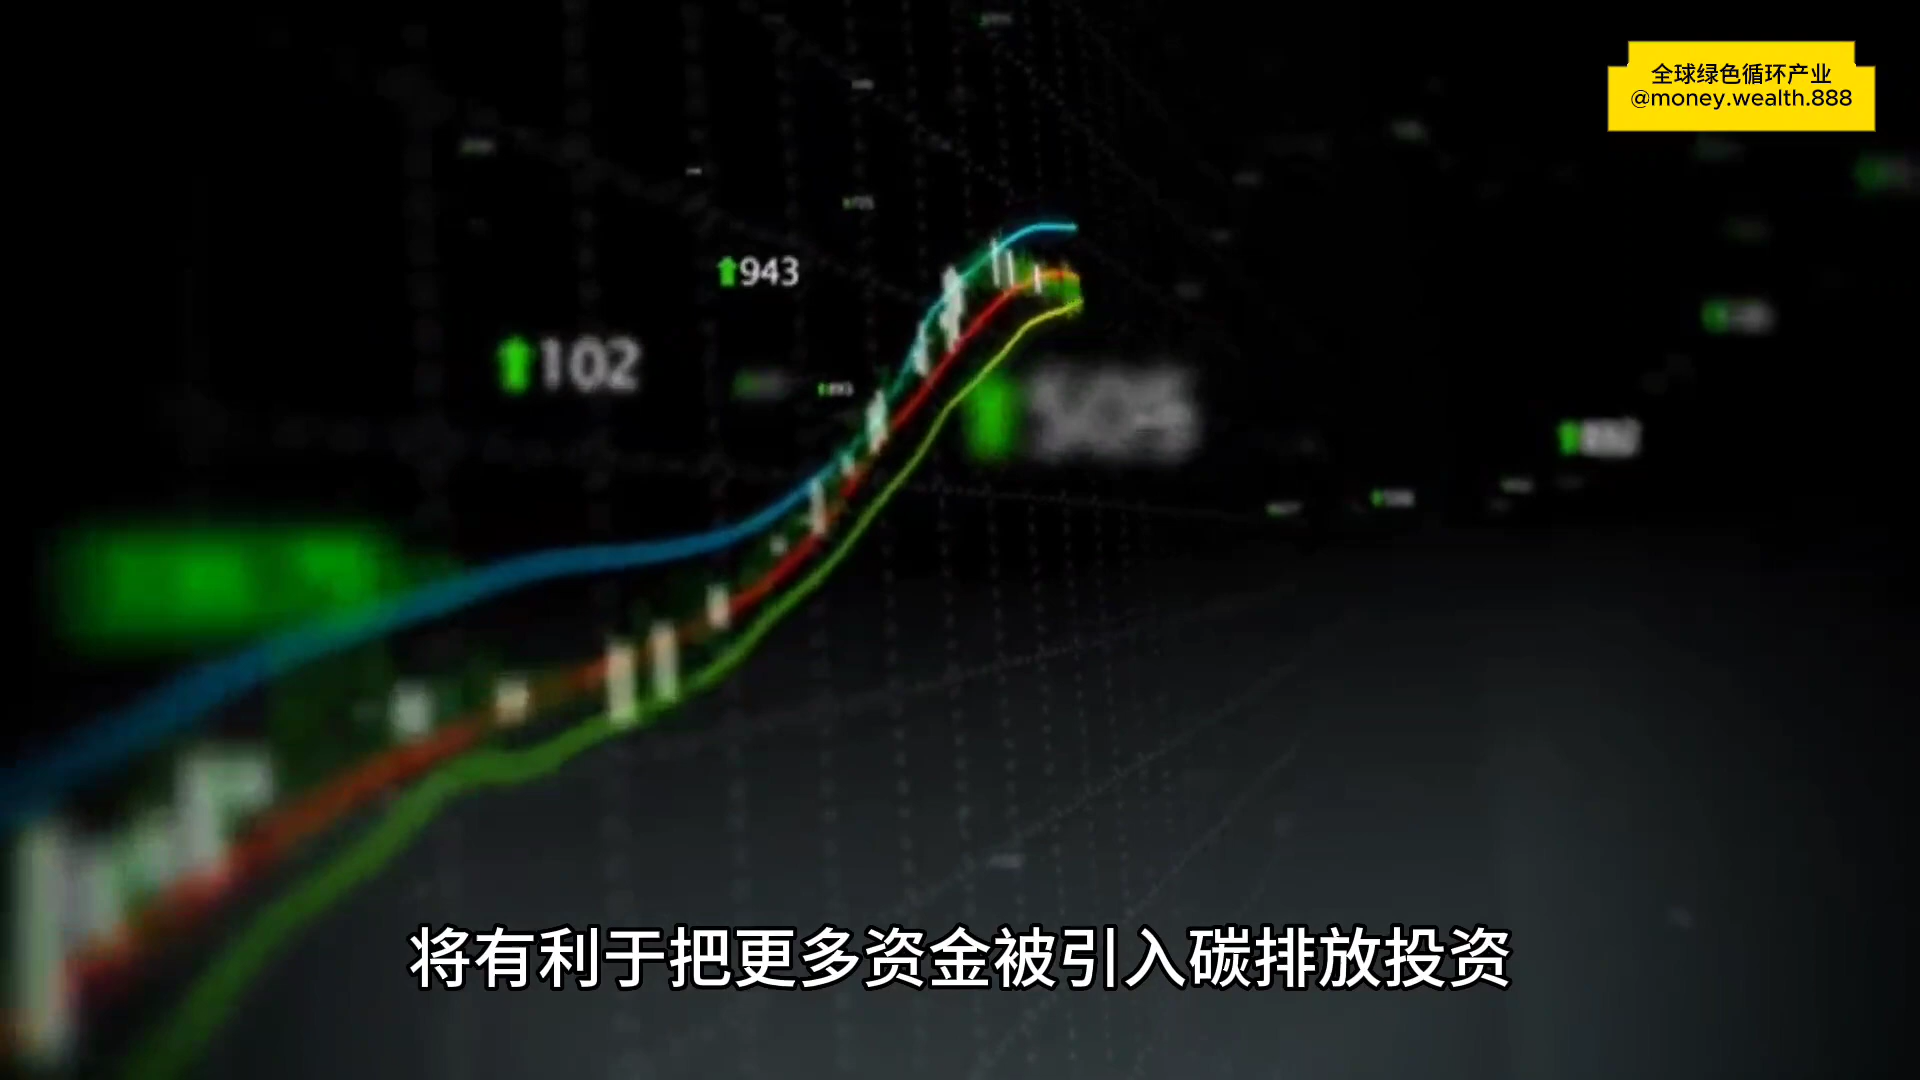 全球绿色循环产业
@money.wealth.888
943
102
将有利于把更多资金被引入碳排放投资